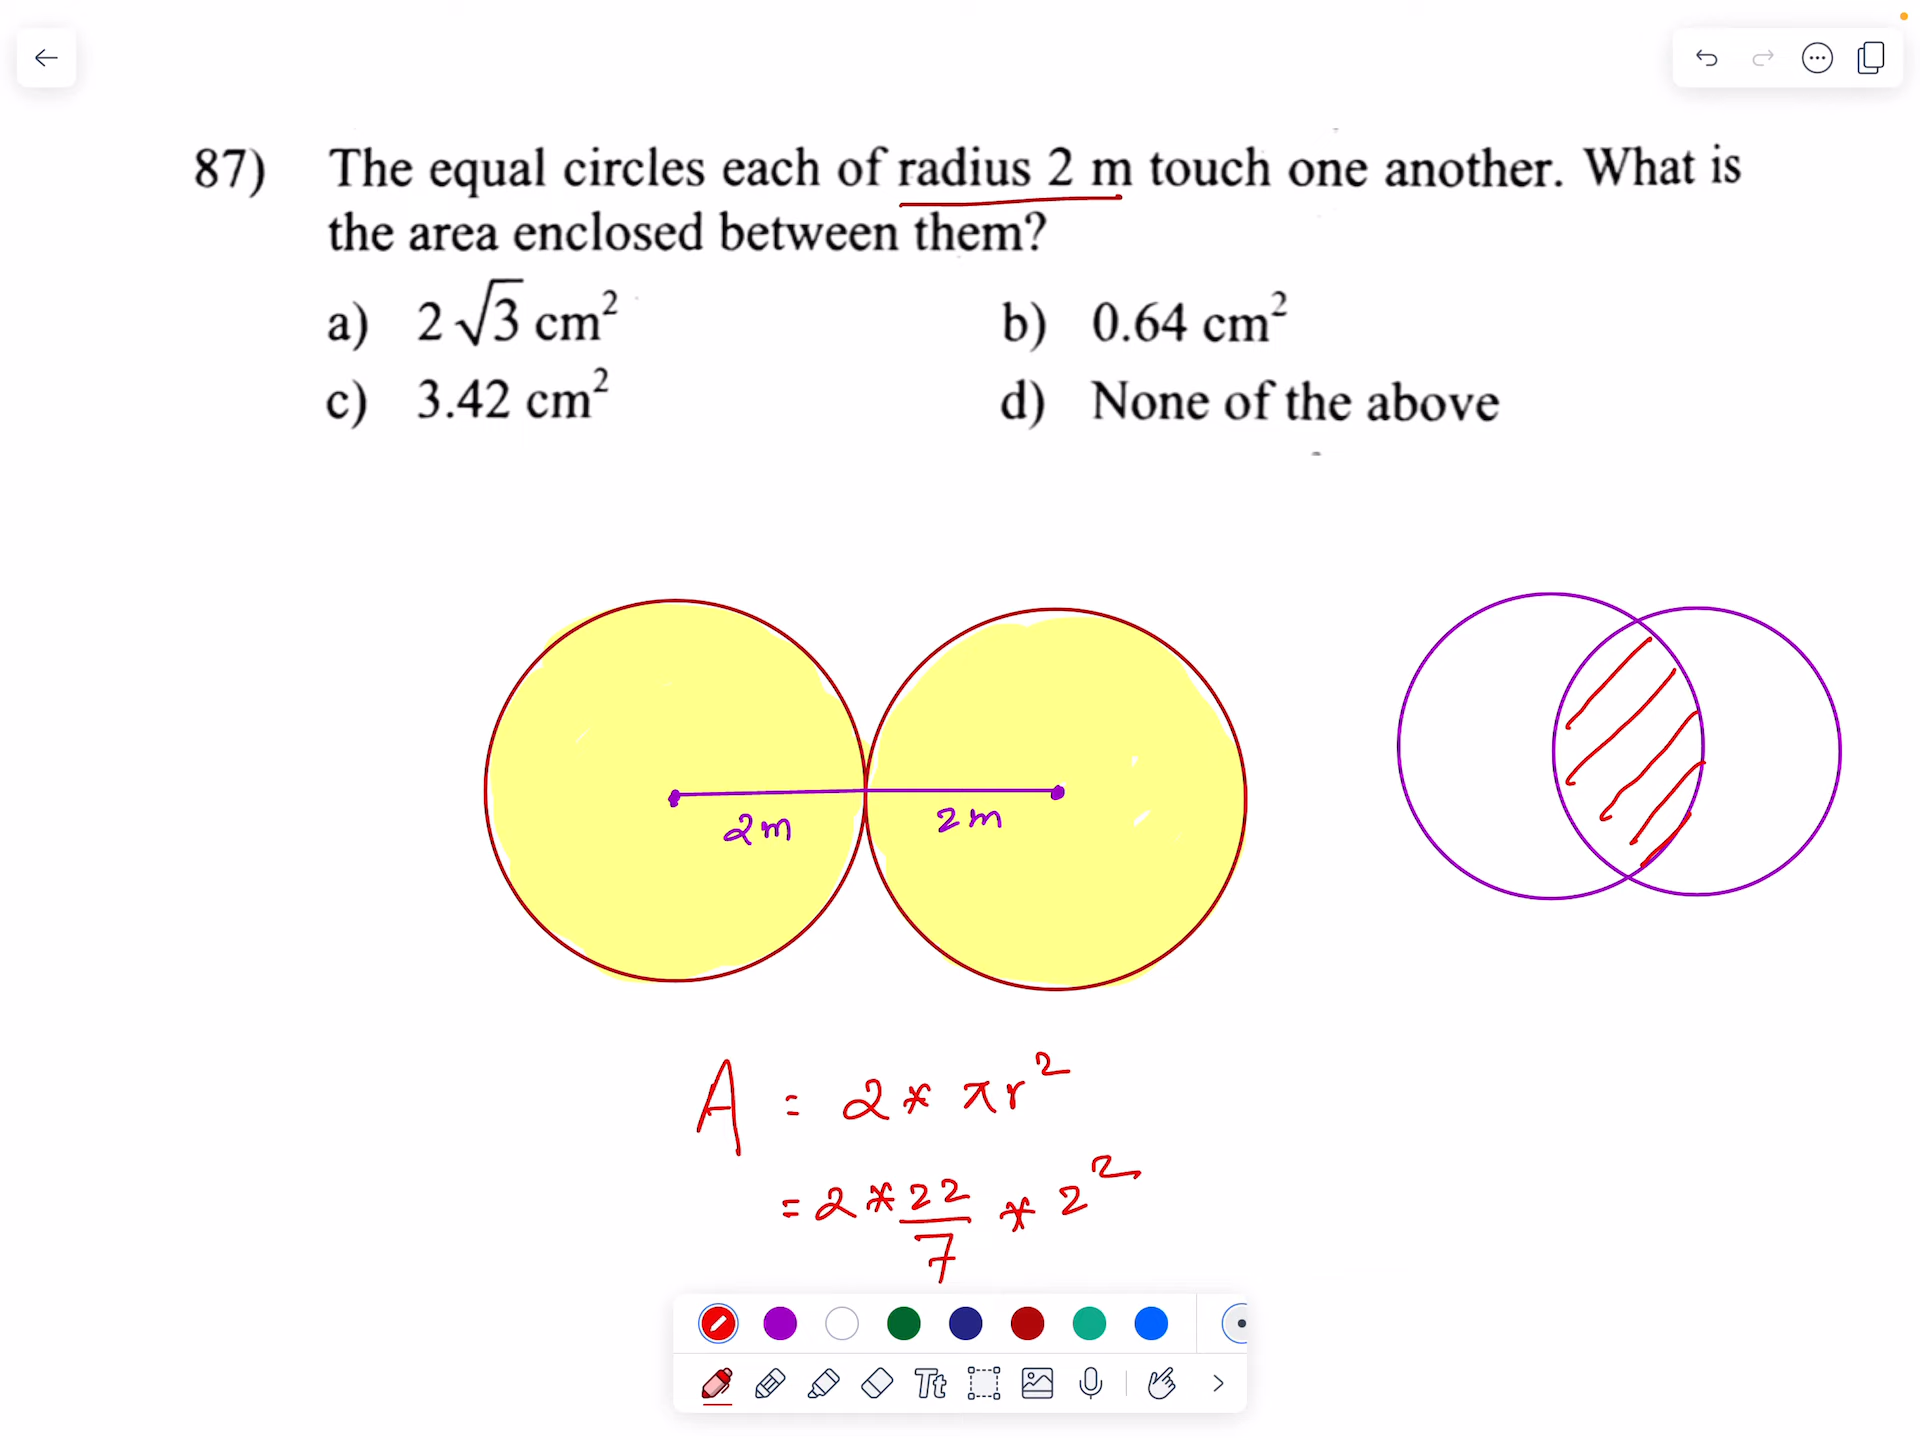 87) The equal circles each of radius 2 m touch one another. What is
the area enclosed between them?
a) 2 √3 cm²
b) 0.64 cm²
c) 3.42 cm²
d) None of the above
2m
2m
A = 2 * πr²
= 2 * 22/7 * 2²
Tt